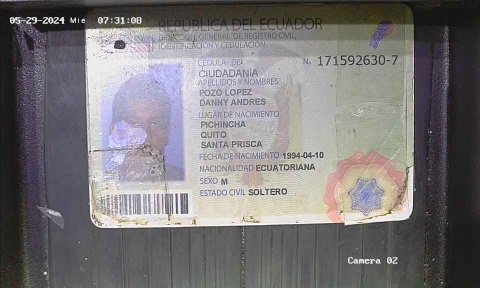 05-29-2024 Mie 07:31:08
REPÚBLICA DEL ECUADOR
DIRECCIÓN GENERAL DE REGISTRO CIVIL
IDENTIFICACIÓN Y CEDULACIÓN
CÉDULA DE No. 171592630-7
CIUDADANÍA
APELLIDOS Y NOMBRES
POZO LOPEZ
DANNY ANDRES
LUGAR DE NACIMIENTO
PICHINCHA
QUITO
SANTA PRISCA
FECHA DE NACIMIENTO 1994-04-10
NACIONALIDAD ECUATORIANA
SEXO M
ESTADO CIVIL SOLTERO
Camera 02